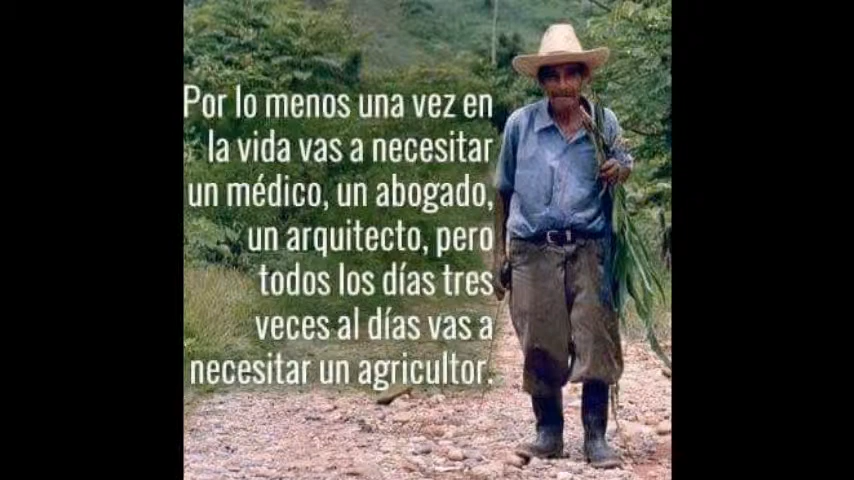 Por lo menos una vez en
la vida vas a necesitar
un médico, un abogado,
un arquitecto, pero
todos los días tres
veces al días vas a
necesitar un agricultor.